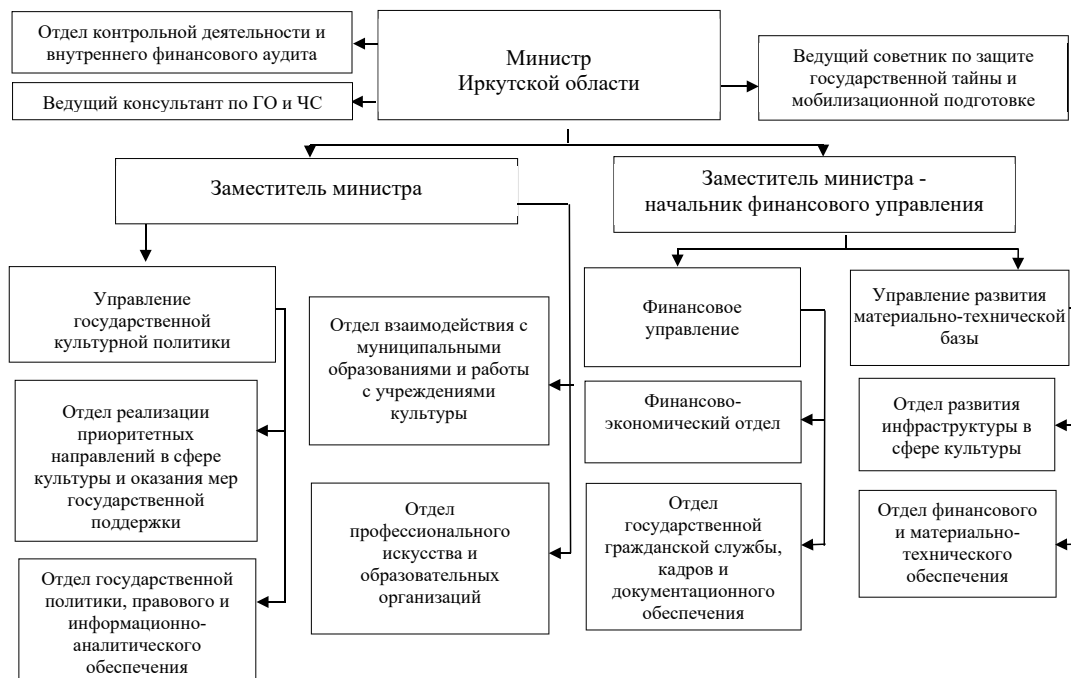 Отдел контрольной деятельности и
внутреннего финансового аудита
Ведущий консультант по ГО и ЧС
Министр
Иркутской области
Ведущий советник по защите
государственной тайны и
мобилизационной подготовке
Заместитель министра
Заместитель министра -
начальник финансового управления
Управление
государственной
культурной политики
Отдел реализации
приоритетных
направлений в сфере
культуры и оказания мер
государственной
поддержки
Отдел государственной
политики, правового и
информационно-
аналитического
обеспечения
Отдел взаимодействия с
муниципальными
образованиями и работы
с учреждениями
культуры
Отдел
профессионального
искусства и
образовательных
организаций
Финансовое
управление
Финансово-
экономический отдел
Отдел
государственной
гражданской службы,
кадров и
документационного
обеспечения
Управление развития
материально-технической
базы
Отдел развития
инфраструктуры в
сфере культуры
Отдел финансового
и материально-
технического
обеспечения